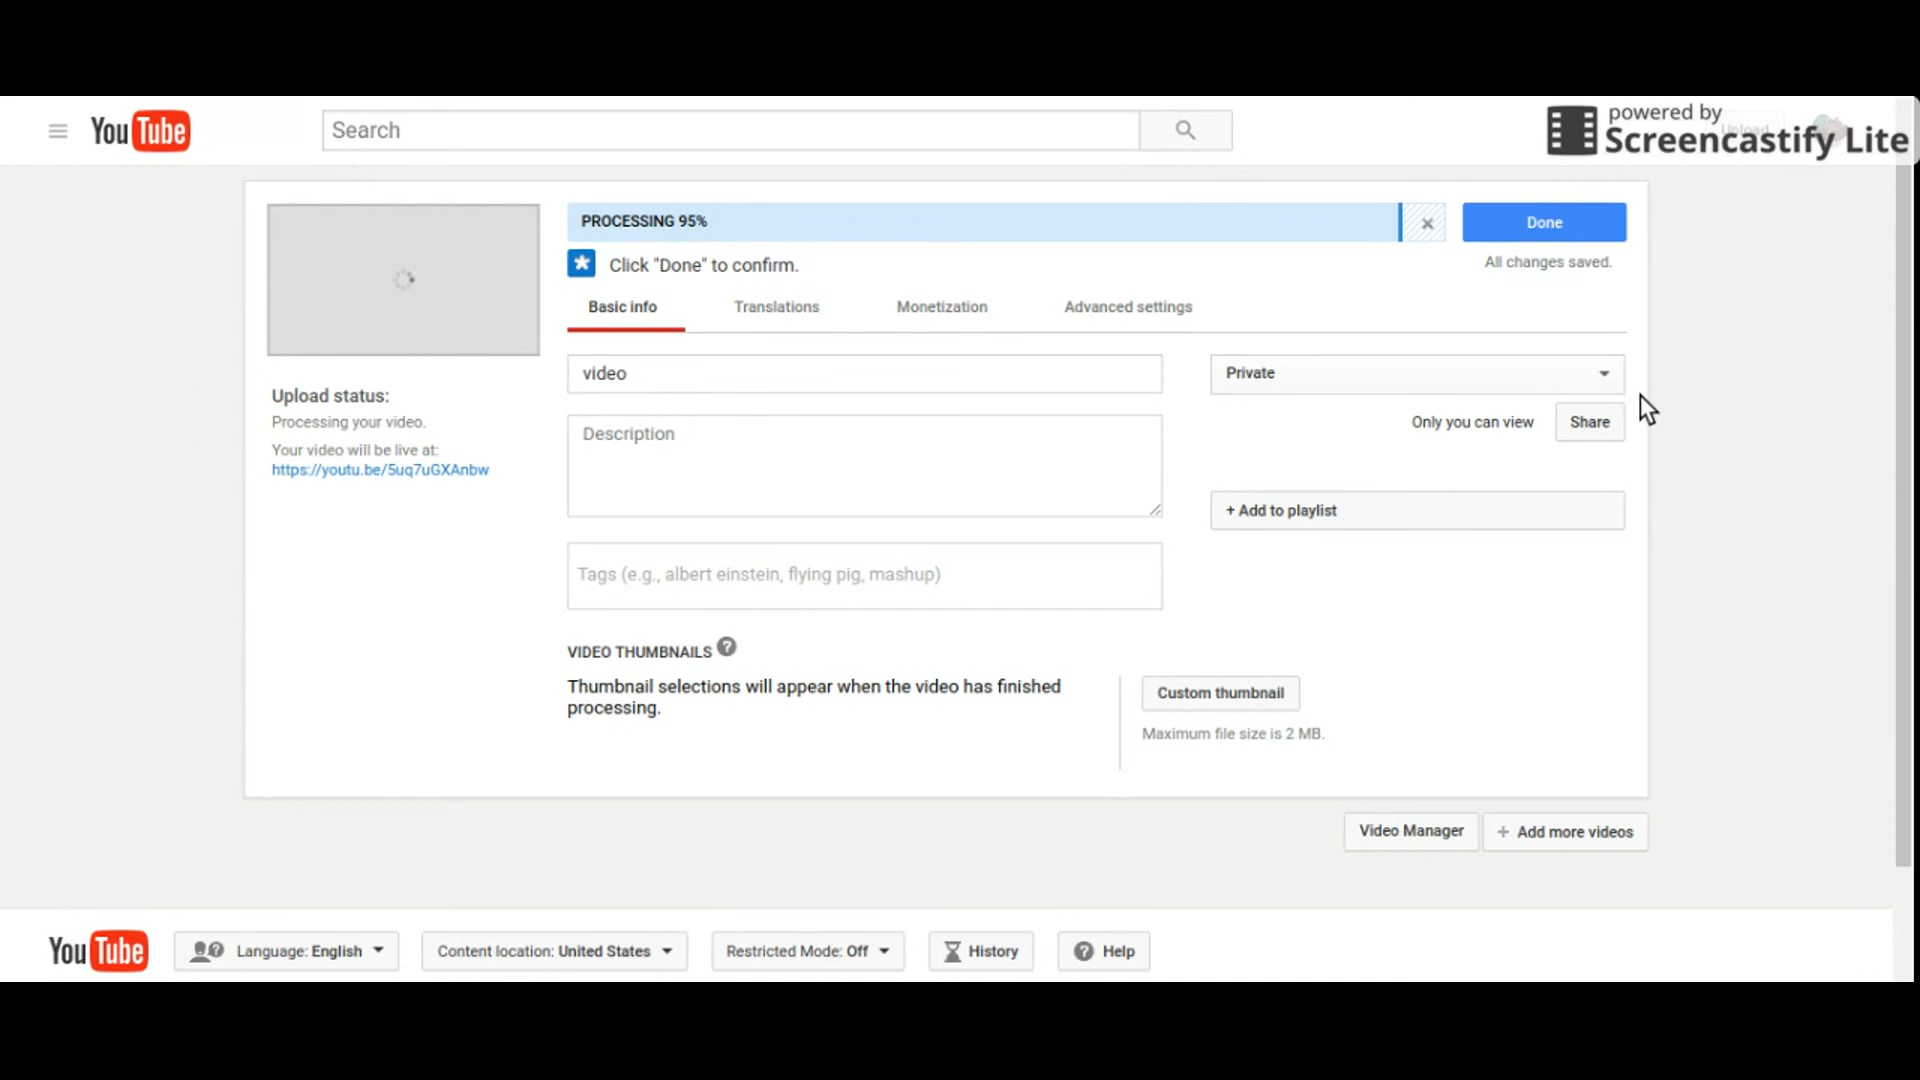 YouTube
Search
Upload
powered by
Screencastify Lite
PROCESSING 95%
Done
Click "Done" to confirm.
All changes saved.
Basic info
Translations
Monetization
Advanced settings
video
Private
Upload status:
Processing your video.
Only you can view
Share
Description
Your video will be live at:
https://youtu.be/5uq7uGXAnbw
+ Add to playlist
Tags (e.g., albert einstein, flying pig, mashup)
VIDEO THUMBNAILS ?
Thumbnail selections will appear when the video has finished
processing.
Custom thumbnail
Maximum file size is 2 MB.
Video Manager
+ Add more videos
YouTube
Language: English
Content location: United States
Restricted Mode: Off
History
Help